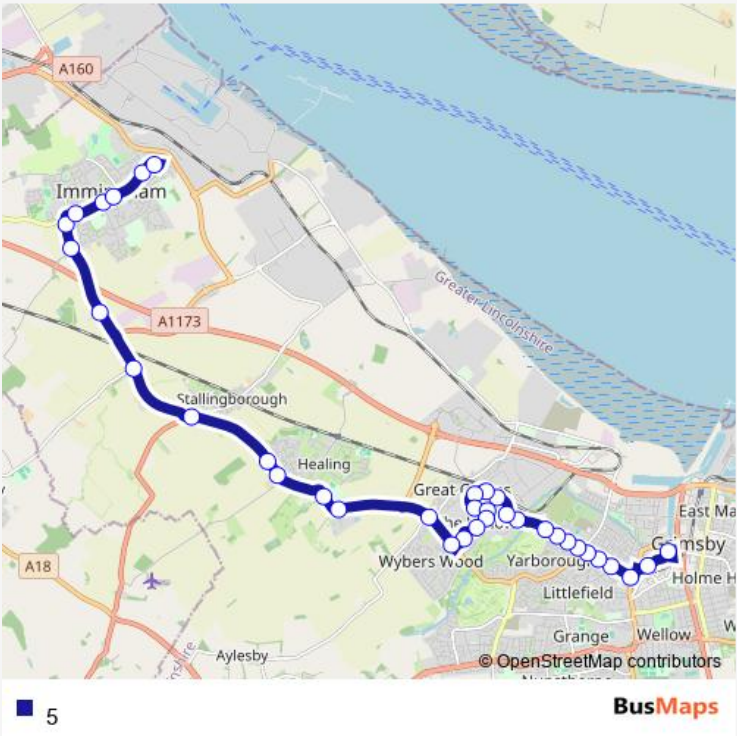 A160
Immingham
Greater Lincolnshire
A1173
Stallingborough
Healing
Great Coates
East Ma
Grimsby
Wybers Wood
Yarborough
Holme H
A18
Littlefield
Grange
Wellow
W
Aylesby
© OpenStreetMap contributors
5
BusMaps